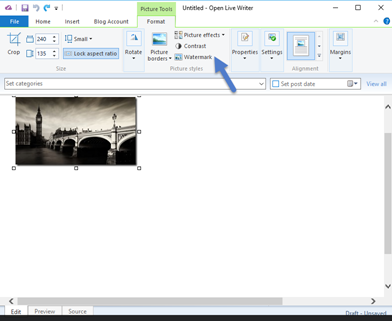 Picture Tools
Untitled - Open Live Writer
File
Home
Insert
Blog Account
Format
Crop
240
135
Small
Lock aspect ratio
Size
Rotate
Picture borders
Picture effects
Contrast
Watermark
Picture styles
Properties
Settings
Alignment
Margins
Set categories
Set post date
View all
Edit
Preview
Source
Draft - Unsaved